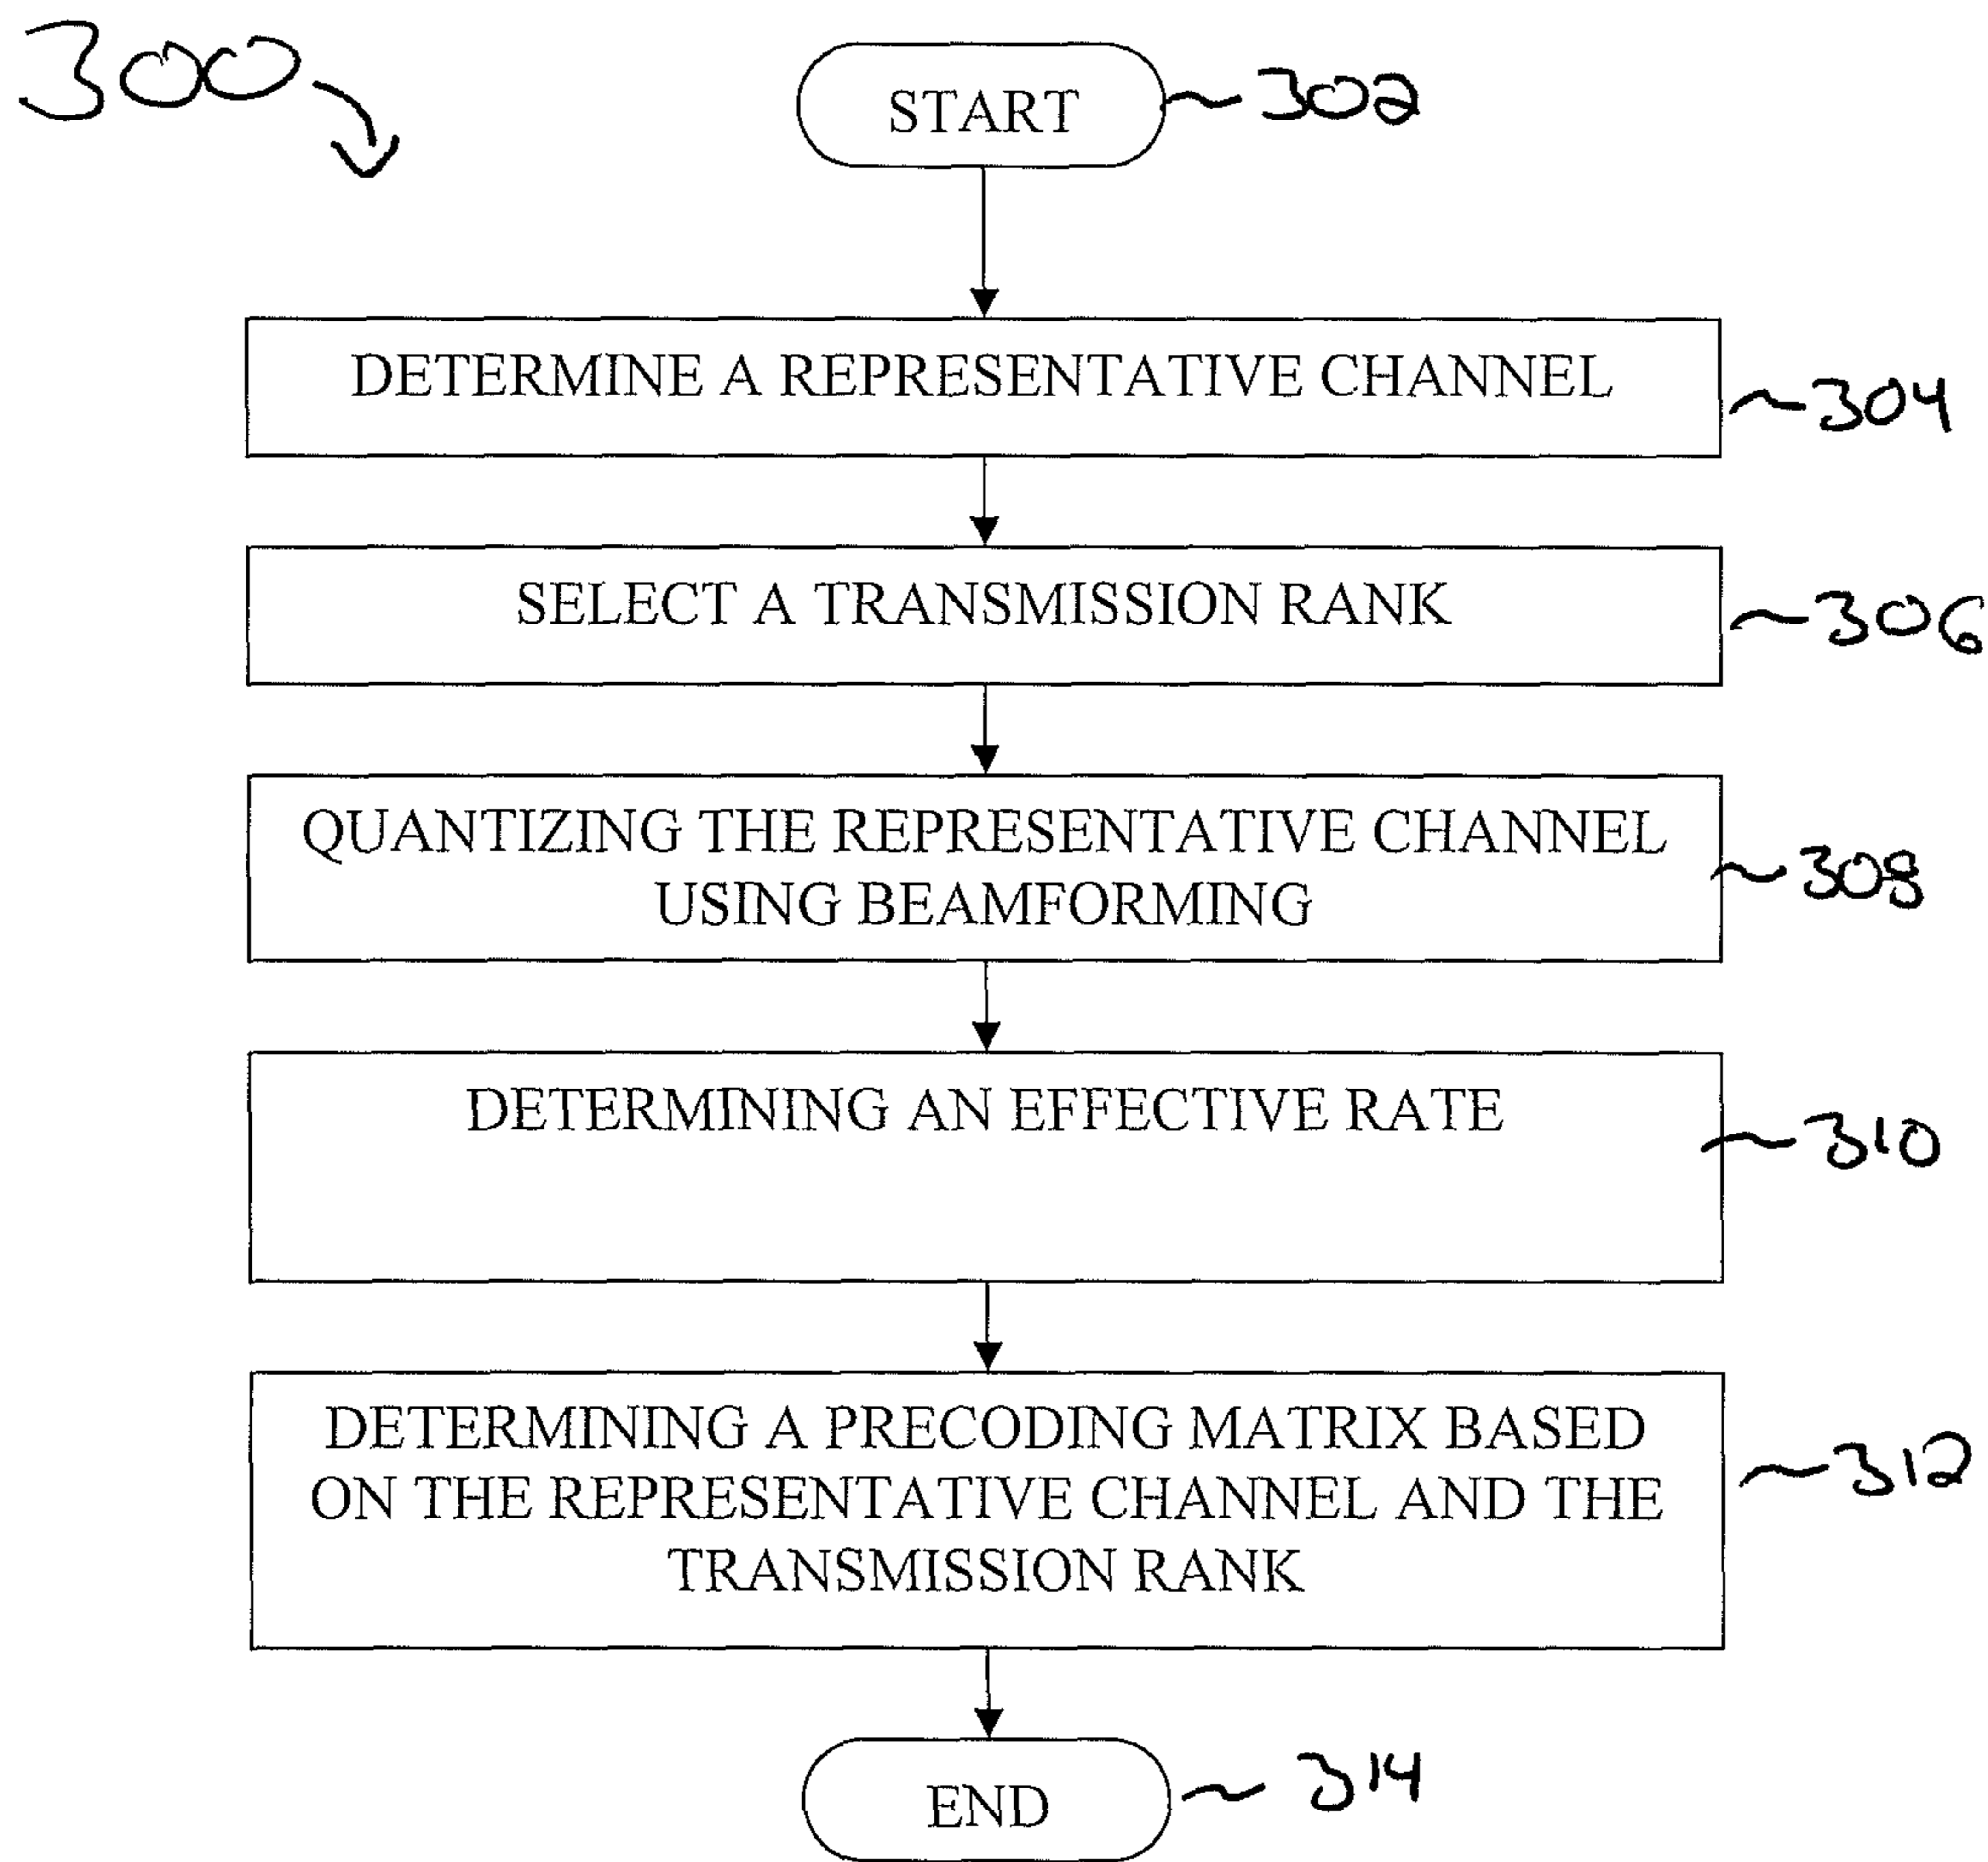 300
START
302
DETERMINE A REPRESENTATIVE CHANNEL
304
SELECT A TRANSMISSION RANK
306
QUANTIZING THE REPRESENTATIVE CHANNEL
USING BEAMFORMING
308
DETERMINING AN EFFECTIVE RATE
310
DETERMINING A PRECODING MATRIX BASED
ON THE REPRESENTATIVE CHANNEL AND THE
TRANSMISSION RANK
312
END
314